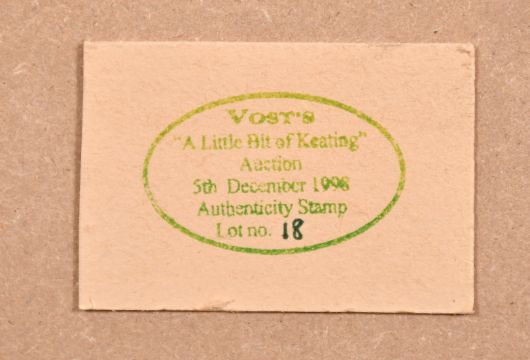 VOST'S
"A Little Bit of Keating"
Auction
5th December 1998
Authenticity Stamp
Lot no. 18